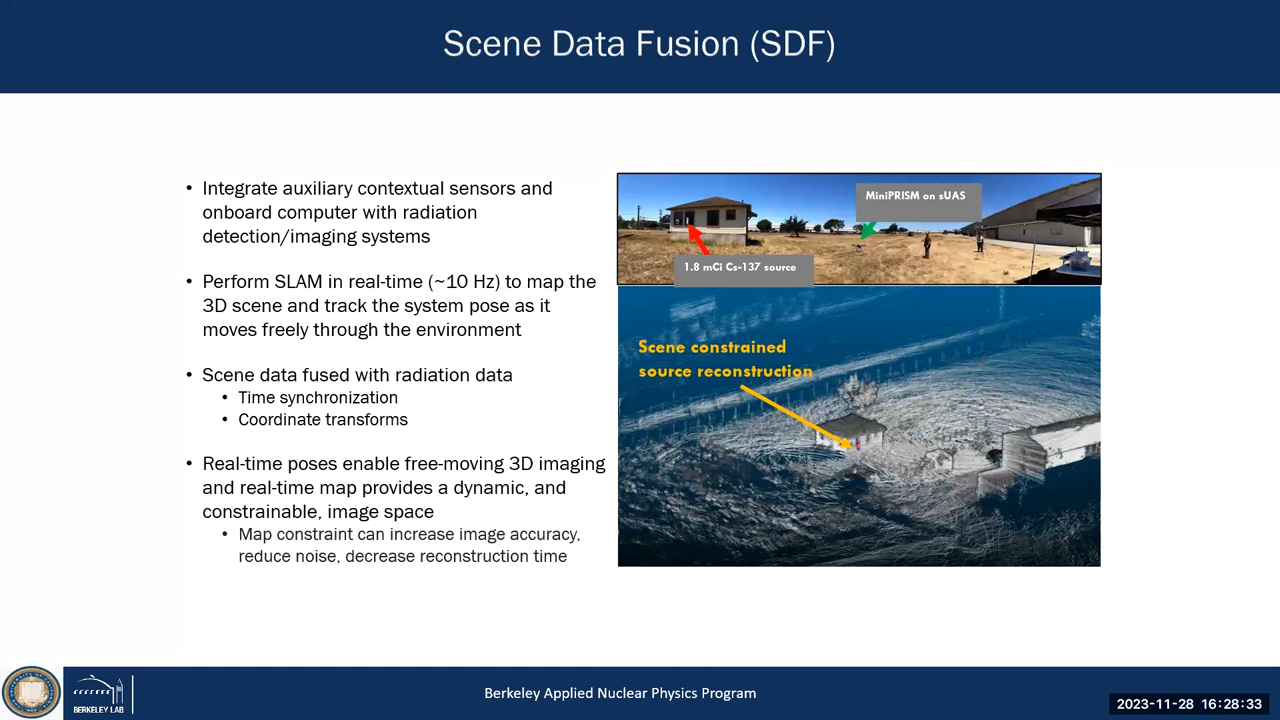 Scene Data Fusion (SDF)
• Integrate auxiliary contextual sensors and
onboard computer with radiation
detection/imaging systems
• Perform SLAM in real-time (~10 Hz) to map the
3D scene and track the system pose as it
moves freely through the environment
• Scene data fused with radiation data
• Time synchronization
• Coordinate transforms
• Real-time poses enable free-moving 3D imaging
and real-time map provides a dynamic, and
constrainable, image space
• Map constraint can increase image accuracy,
reduce noise, decrease reconstruction time
MiniPRISM on sUAS
1.8 mCi Cs-137 source
Scene constrained
source reconstruction
BERKELEY LAB
Berkeley Applied Nuclear Physics Program
2023-11-28 16:28:33